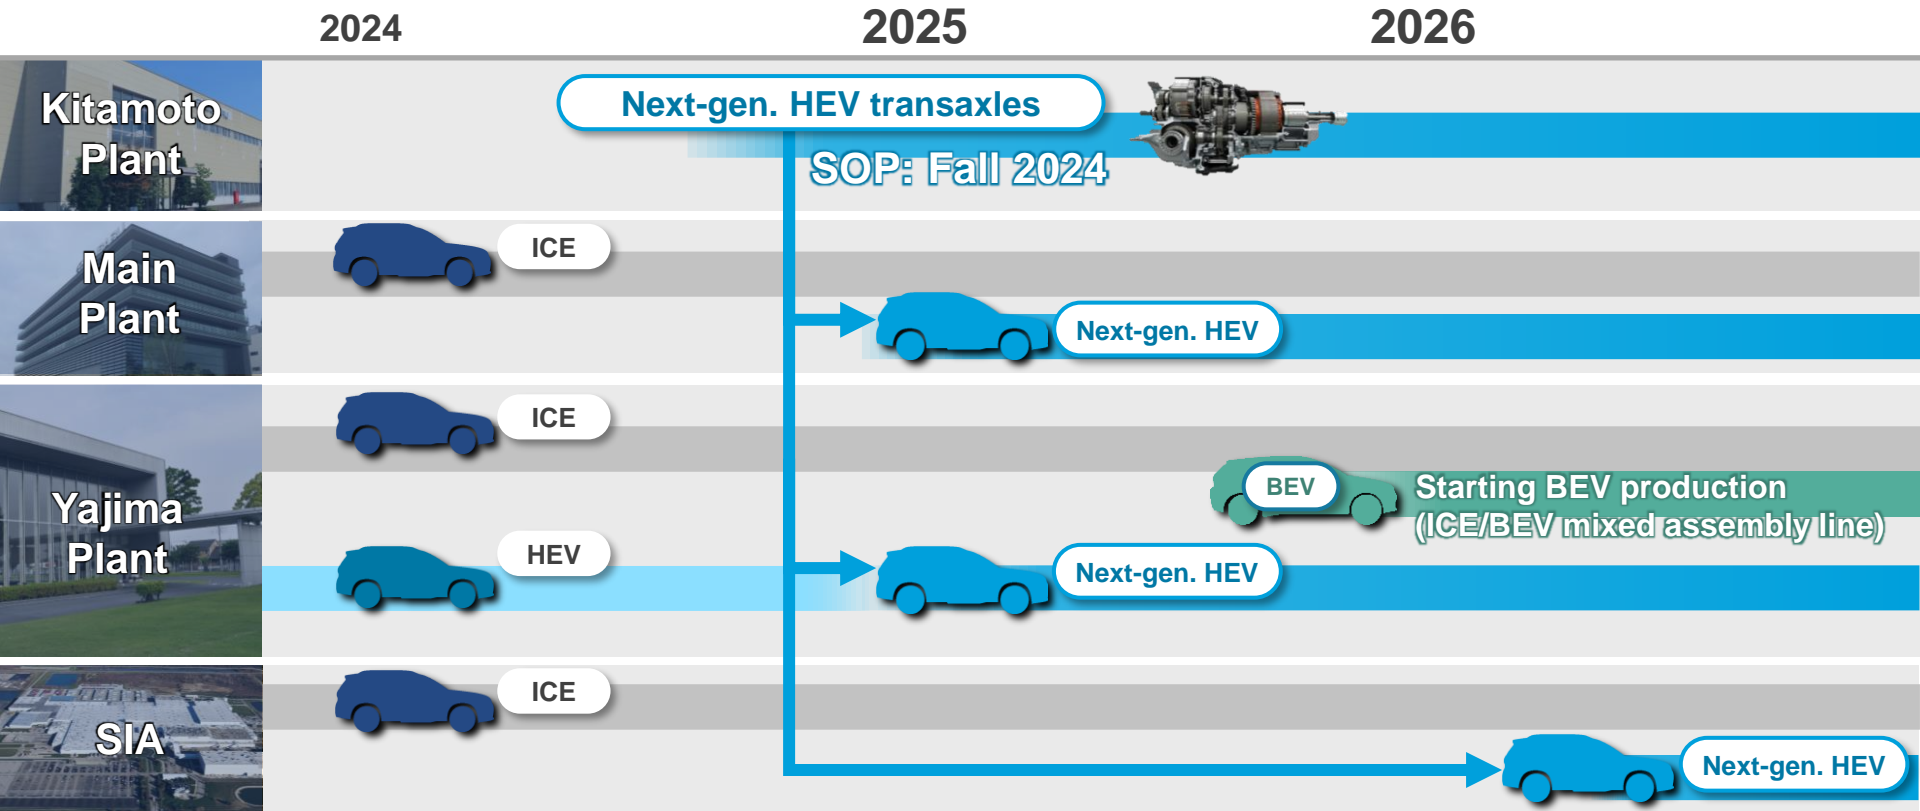 2024
2025
2026
Kitamoto
Plant
Next-gen. HEV transaxles
SOP: Fall 2024
Main
Plant
ICE
Next-gen. HEV
Yajima
Plant
ICE
BEV
Starting BEV production
(ICE/BEV mixed assembly line)
HEV
Next-gen. HEV
SIA
ICE
Next-gen. HEV